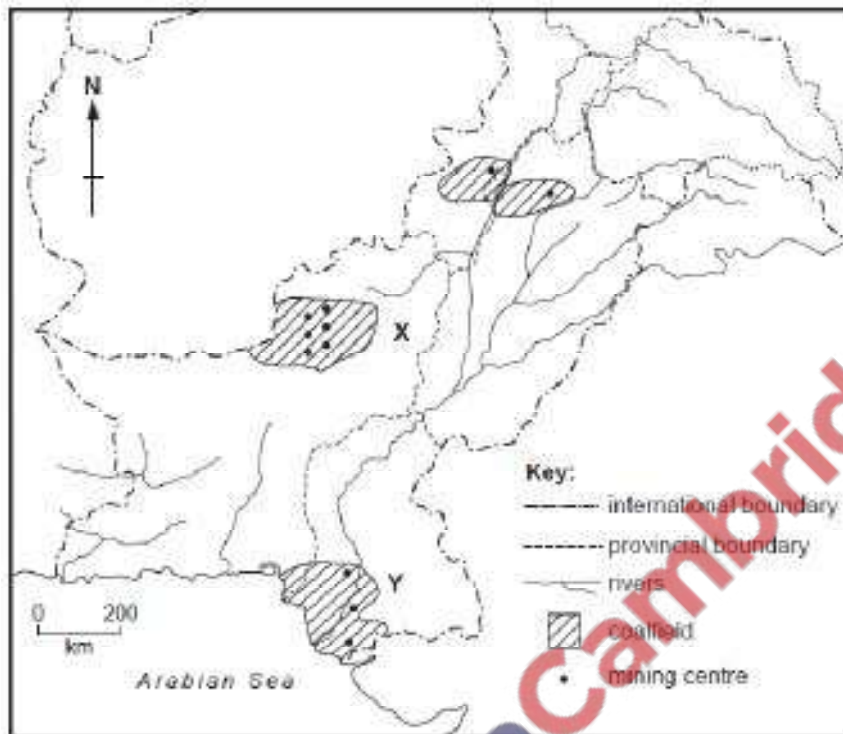 N
X
Key:
international boundary
provincial boundary
rivers
Y
coalfield
0 200
km
mining centre
Arabian Sea
Cambrid